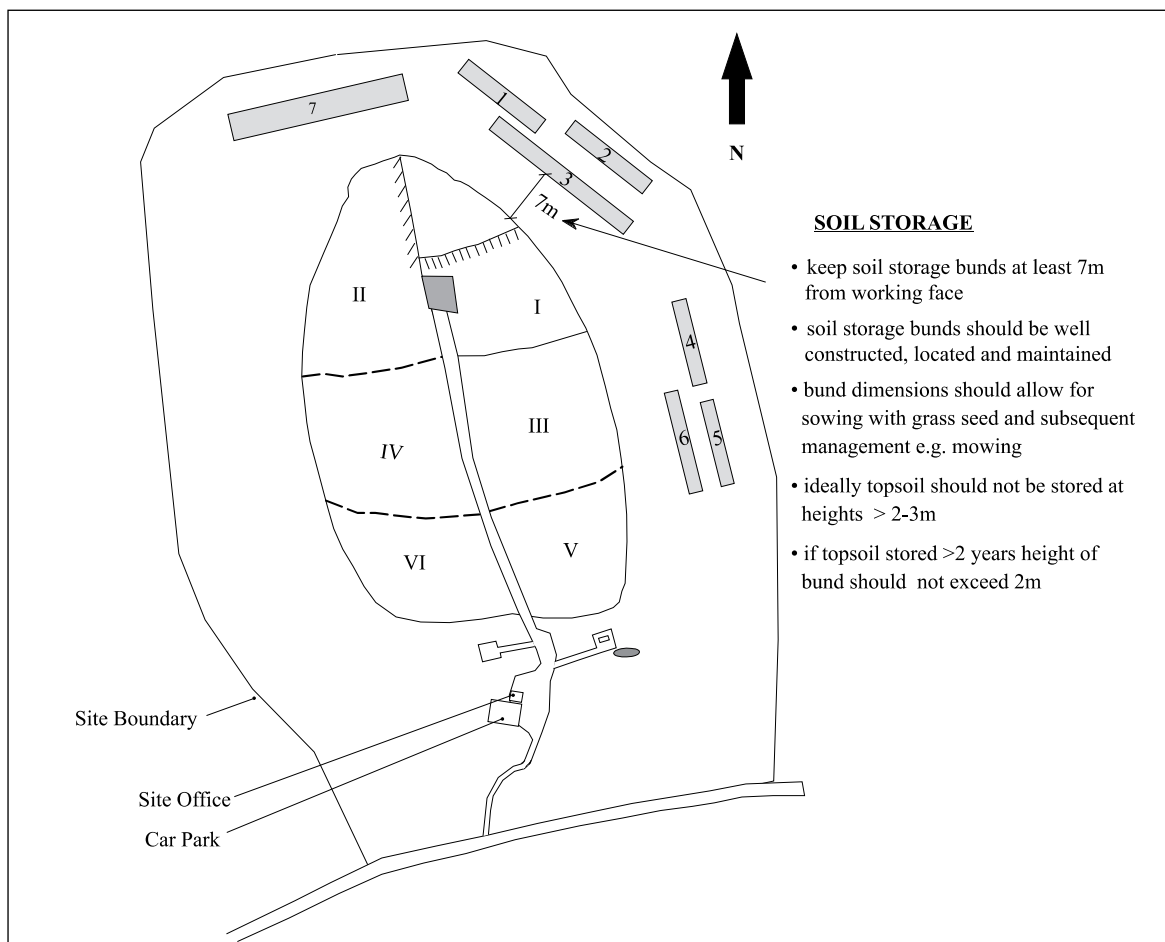 7
1
2
3
7m
N
SOIL STORAGE
• keep soil storage bunds at least 7m
from working face
• soil storage bunds should be well
constructed, located and maintained
• bund dimensions should allow for
sowing with grass seed and subsequent
management e.g. mowing
• ideally topsoil should not be stored at
heights > 2-3m
• if topsoil stored >2 years height of
bund should not exceed 2m
II
I
4
III
IV
6
5
V
VI
Site Boundary
Site Office
Car Park